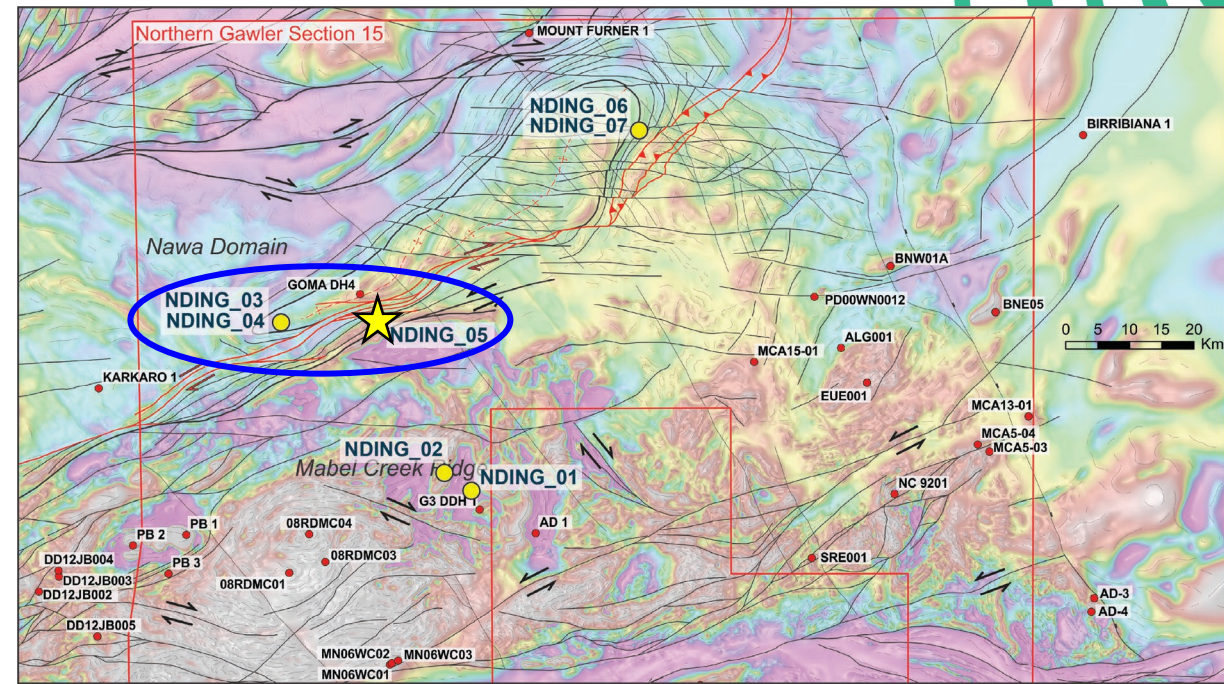 Northern Gawler Section 15
MOUNT FURNER 1
NDING_06
NDING_07
BIRRIBIANA 1
Nawa Domain
BNW01A
GOMA DH4
NDING_03
NDING_04
NDING_05
PD00WN0012
BNE05
0 5 10 15 20
Km
ALG001
MCA15-01
KARKARO 1
EUE001
MCA13-01
MCA5-04
MCA5-03
NDING_02
Mabel Creek Ridge
NDING_01
G3 DDH 1
NC 9201
PB 1
PB 2
08RDMC04
AD 1
08RDMC03
SRE001
DD12JB004
PB 3
DD12JB003
08RDMC01
DD12JB002
AD-3
AD-4
DD12JB005
MN06WC02
MN06WC03
MN06WC01